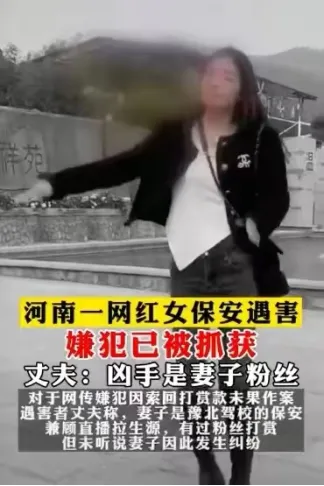 祥苑
河南一网红女保安遇害
嫌犯已被抓获
丈夫：凶手是妻子粉丝
对于网传嫌犯因索回打赏款未果作案
遇害者丈夫称，妻子是豫北驾校的保安
兼顾直播拉生源，有过粉丝打赏
但未听说妻子因此发生纠纷